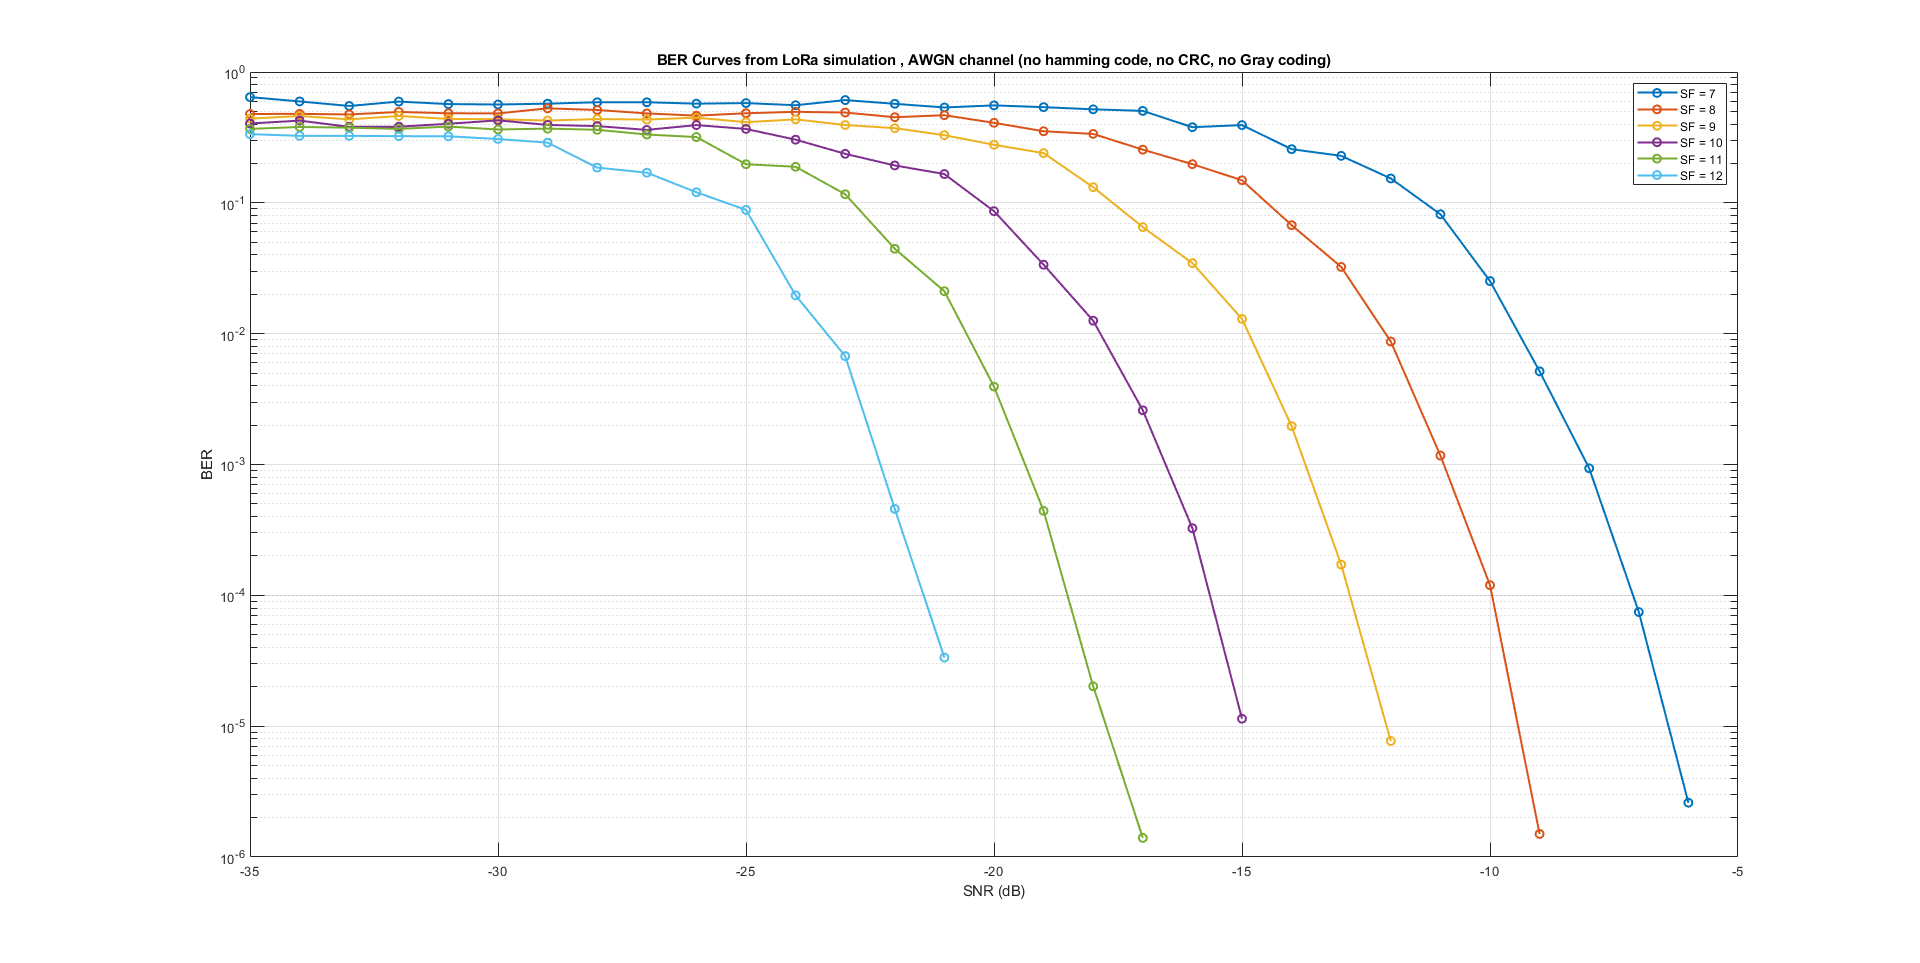 BER Curves from LoRa simulation , AWGN channel (no hamming code, no CRC, no Gray coding)
10^0
10^-1
10^-2
10^-3
10^-4
10^-5
10^-6
BER
SF = 7
SF = 8
SF = 9
SF = 10
SF = 11
SF = 12
-35 -30 -25 -20 -15 -10 -5
SNR (dB)